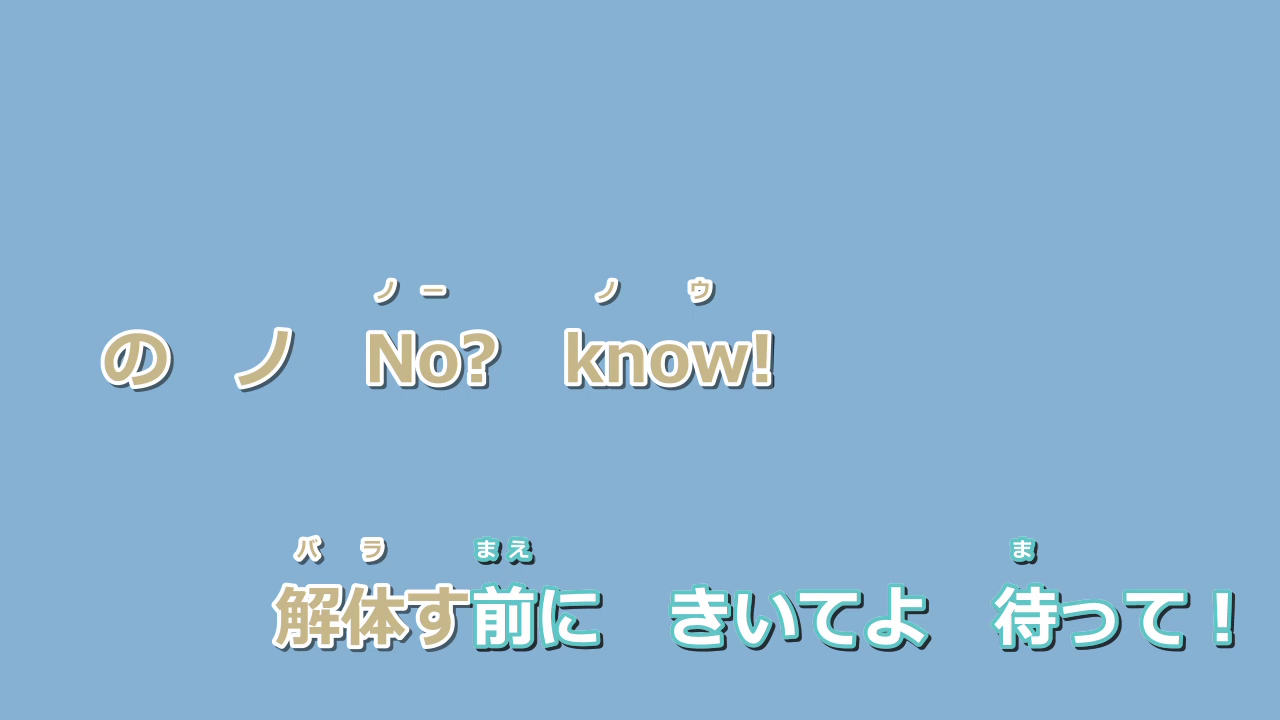 ノー ノウ
の ノ No? know!
バラ まえ ま
解体す前に きいてよ 待って！